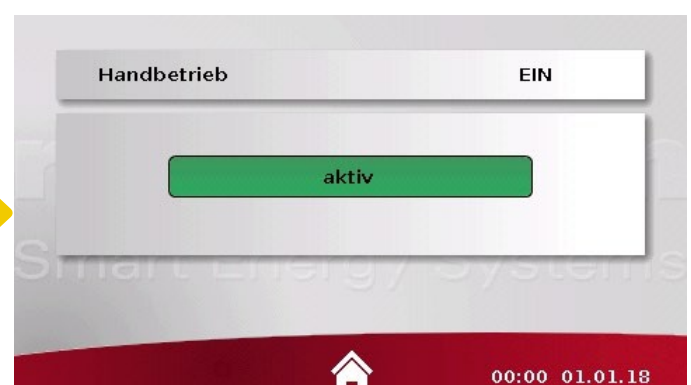 Handbetrieb EIN
aktiv
Smart Energy Systems
00:00 01.01.18